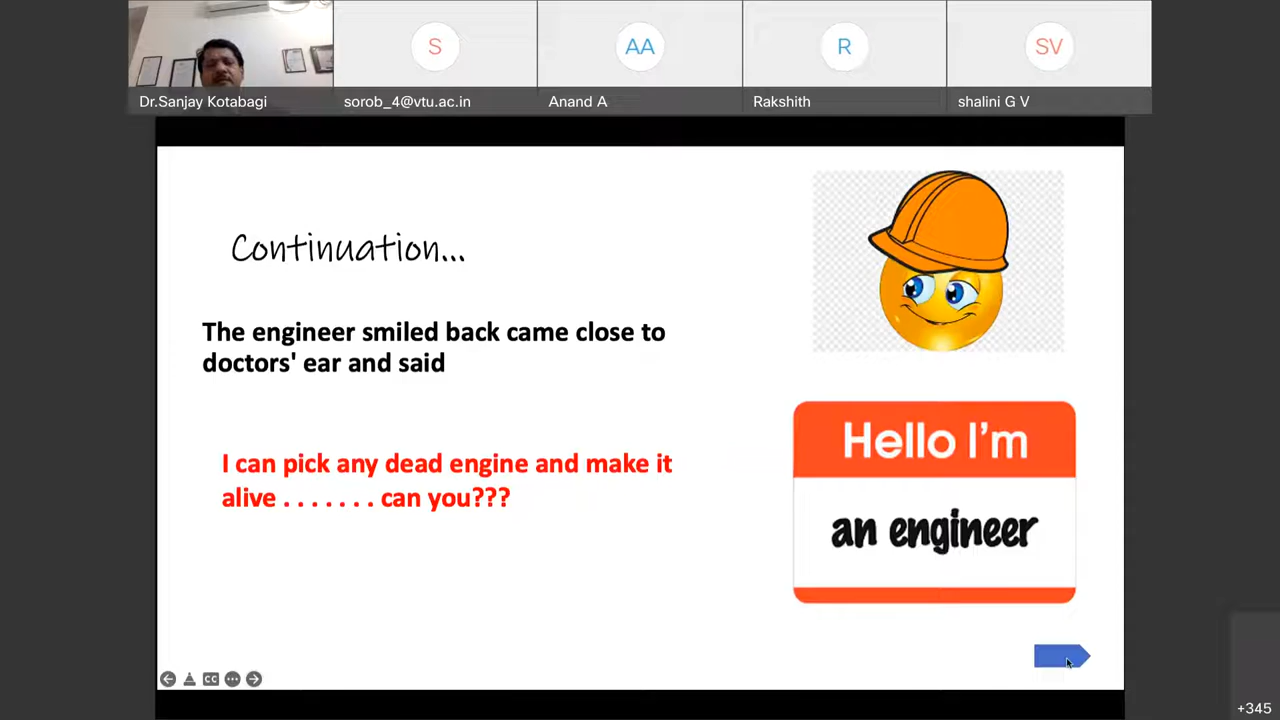 S
AA
R
SV
Dr.Sanjay Kotabagi
sorob_4@vtu.ac.in
Anand A
Rakshith
shalini G V
Continuation...
The engineer smiled back came close to
doctors' ear and said
I can pick any dead engine and make it
alive . . . . . . . can you???
Hello I'm
an engineer
CC
+345